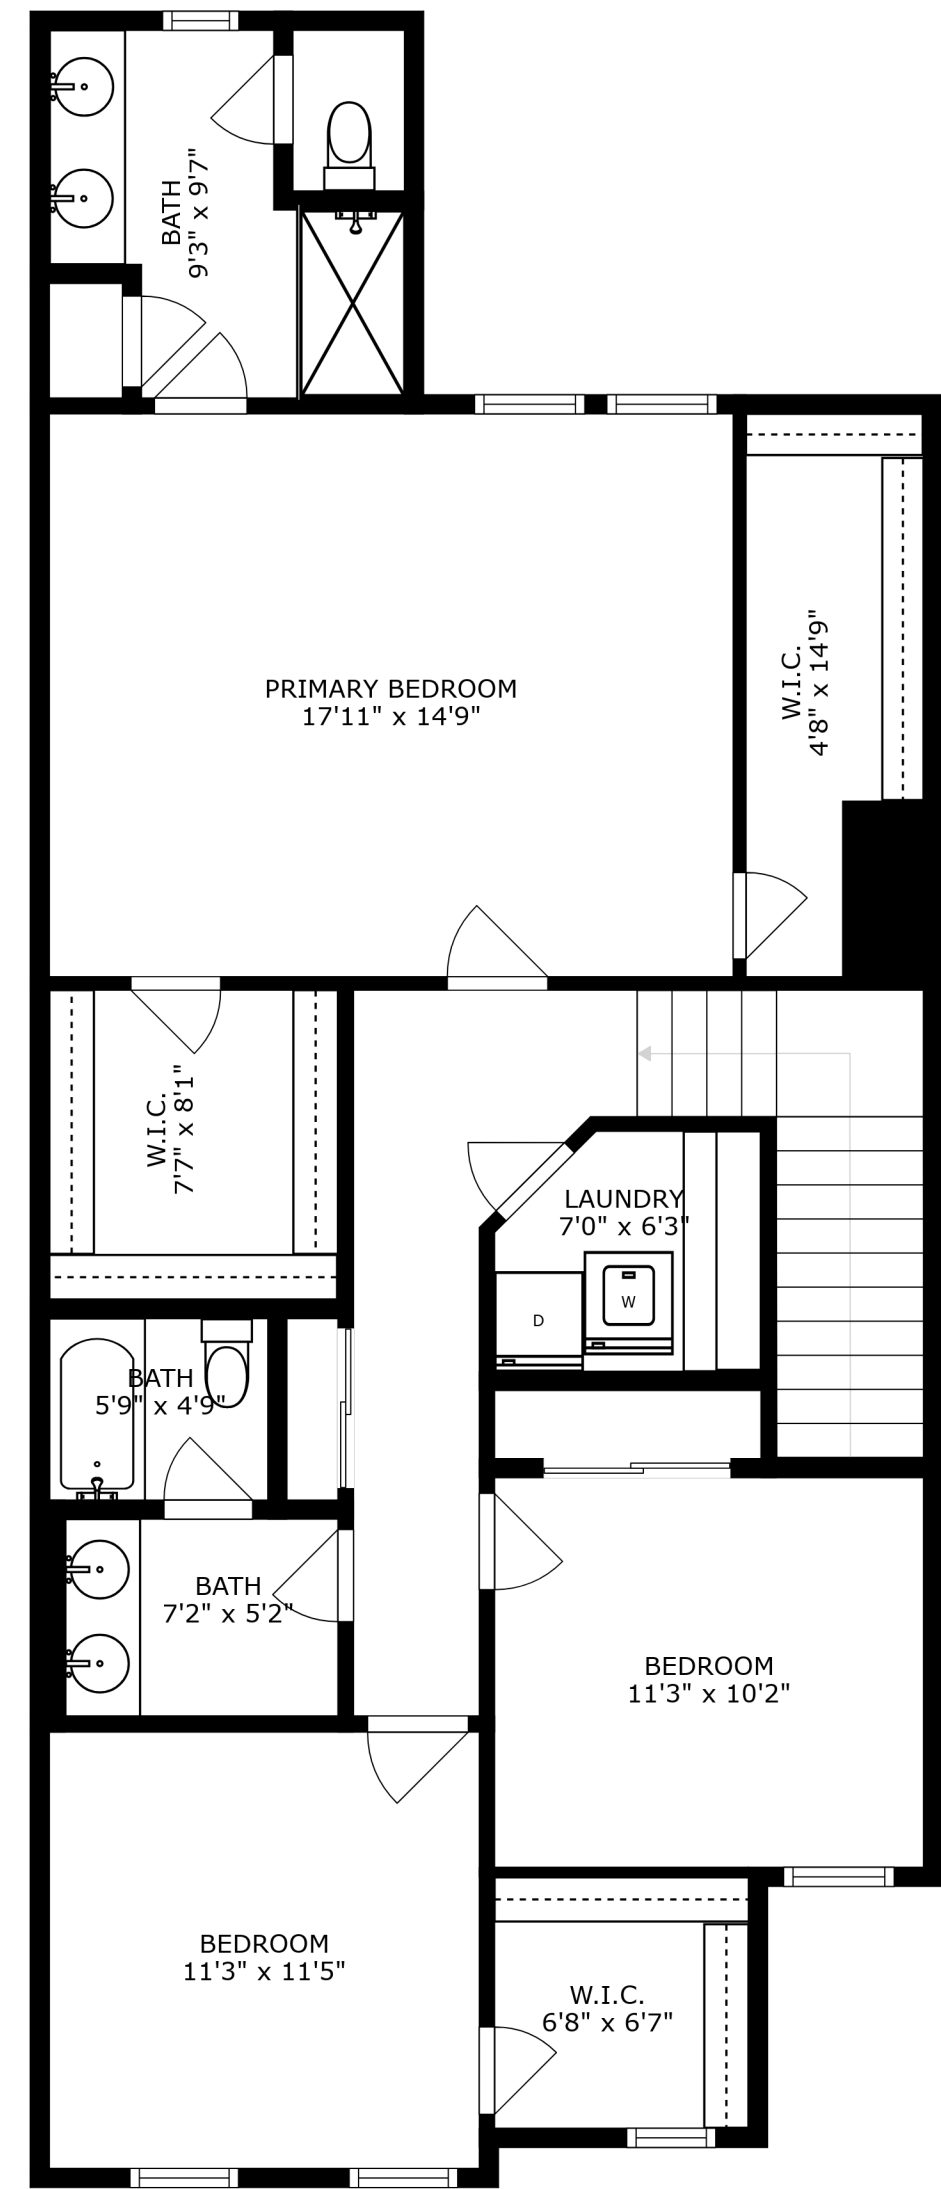 BATH
9'3" x 9'7"
PRIMARY BEDROOM
17'11" x 14'9"
W.I.C.
4'8" x 14'9"
W.I.C.
7'7" x 8'1"
LAUNDRY
7'0" x 6'3"
D
W
BATH
5'9" x 4'9"
BATH
7'2" x 5'2"
BEDROOM
11'3" x 10'2"
BEDROOM
11'3" x 11'5"
W.I.C.
6'8" x 6'7"